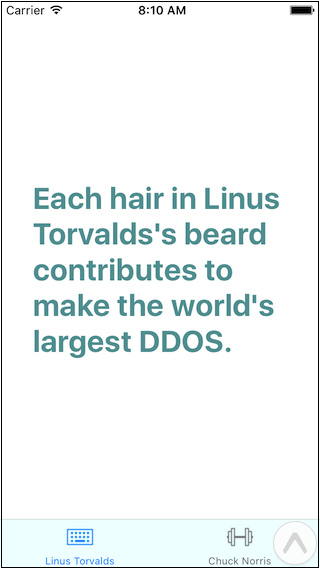 Carrier 8:10 AM
Each hair in Linus
Torvalds's beard
contributes to
make the world's
largest DDOS.
Linus Torvalds Chuck Norris